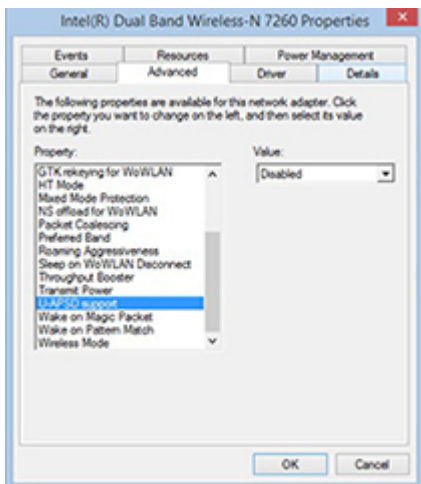 Intel(R) Dual Band Wireless-N 7260 Properties
Events
Resources
Power Management
General
Advanced
Driver
Details
The following properties are available for this network adapter. Click
the property you want to change on the left, and then select its value
on the right.
Property:
Value:
GTK rekeying for WoWLAN
Disabled
HT Mode
Mixed Mode Protection
NS offload for WoWLAN
Packet Coalescing
Preferred Band
Roaming Aggressiveness
Sleep on WoWLAN Disconnect
Throughput Booster
Transmit Power
U-APSD support
Wake on Magic Packet
Wake on Pattern Match
Wireless Mode
OK
Cancel